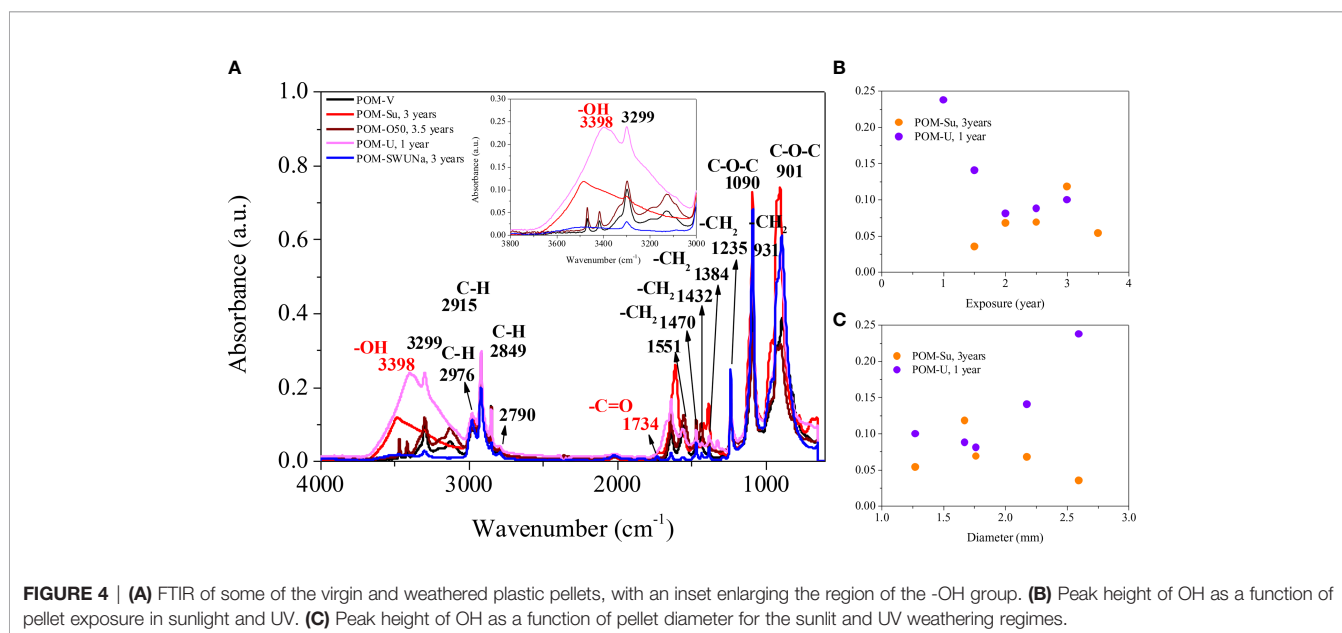 A
B
1.0
0.8
0.6
0.4
0.2
0.0
Absorbance (a.u.)
4000 3000 2000 1000
Wavenumber (cm-1)
POM-V
POM-Su, 3 years
POM-O50, 3.5 years
POM-U, 1 year
POM-SWUNa, 3 years
0.30
0.25
0.20
0.15
0.10
0.05
0.00
Absorbance (a.u.)
3800 3600 3400 3200 3000
Wavenumber (cm-1)
-OH
3398
3299
-OH
3398
3299
C-H
2976
C-H
2915
C-H
2849
2790
-C=O
1734
1551
-CH2
1470
-CH2
1432
-CH2
1384
-CH2
1235
-CH2
931
C-O-C
1090
C-O-C
901
0.25
0.20
0.15
0.10
0.05
0.00
POM-Su, 3years
POM-U, 1 year
0 1 2 3 4
Exposure (year)
C
0.25
0.20
0.15
0.10
0.05
0.00
POM-Su, 3years
POM-U, 1 year
1.0 1.5 2.0 2.5 3.0
Diameter (mm)
FIGURE 4 | (A) FTIR of some of the virgin and weathered plastic pellets, with an inset enlarging the region of the -OH group. (B) Peak height of OH as a function of
pellet exposure in sunlight and UV. (C) Peak height of OH as a function of pellet diameter for the sunlit and UV weathering regimes.